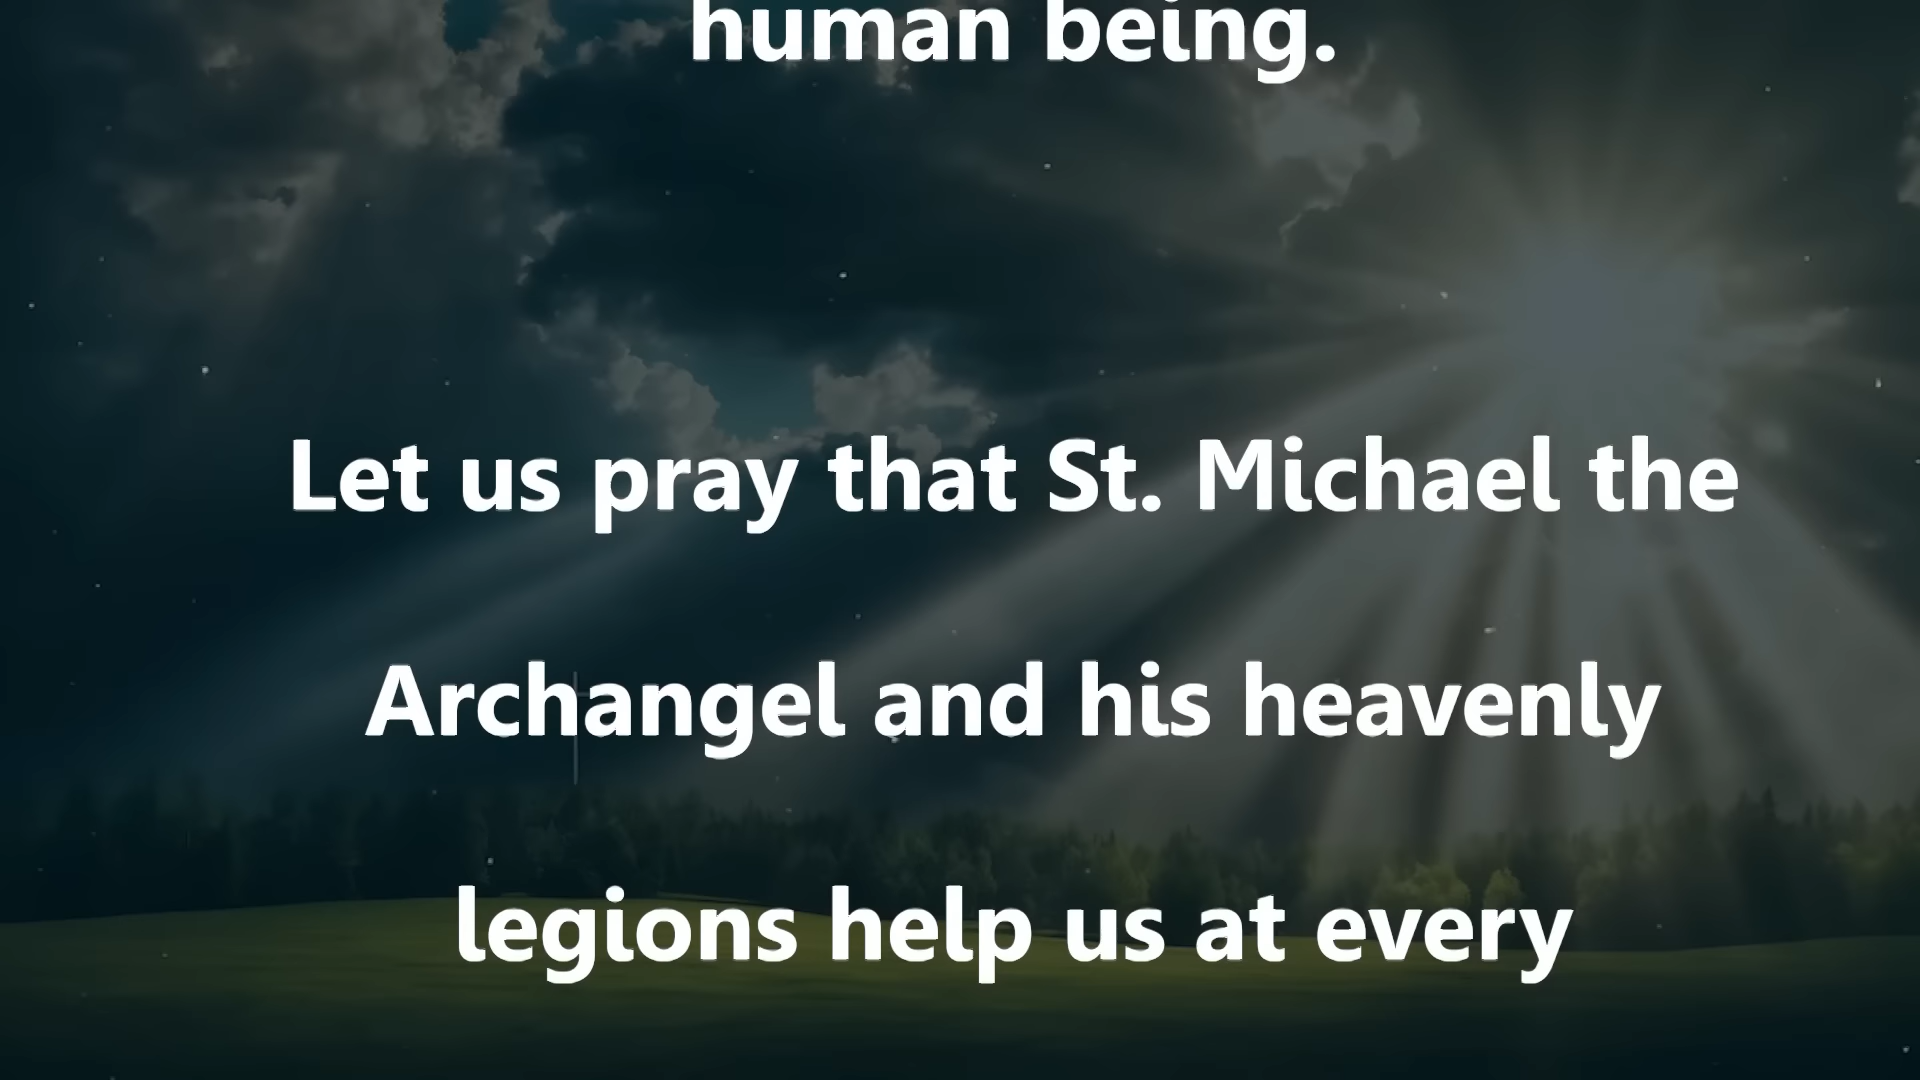 human being.
Let us pray that St. Michael the
Archangel and his heavenly
legions help us at every